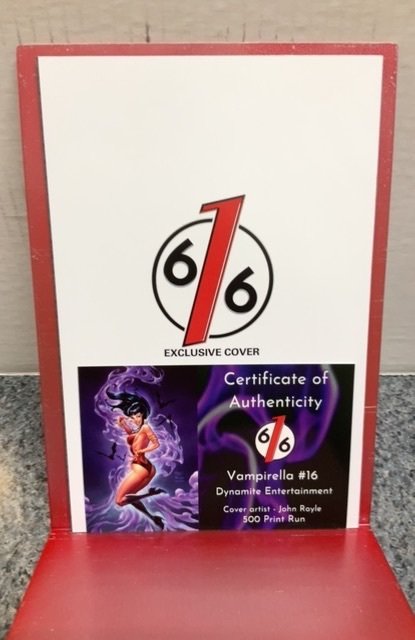 616
EXCLUSIVE COVER
Certificate of
Authenticity
616
Vampirella #16
Dynamite Entertainment
Cover artist - John Royle
500 Print Run